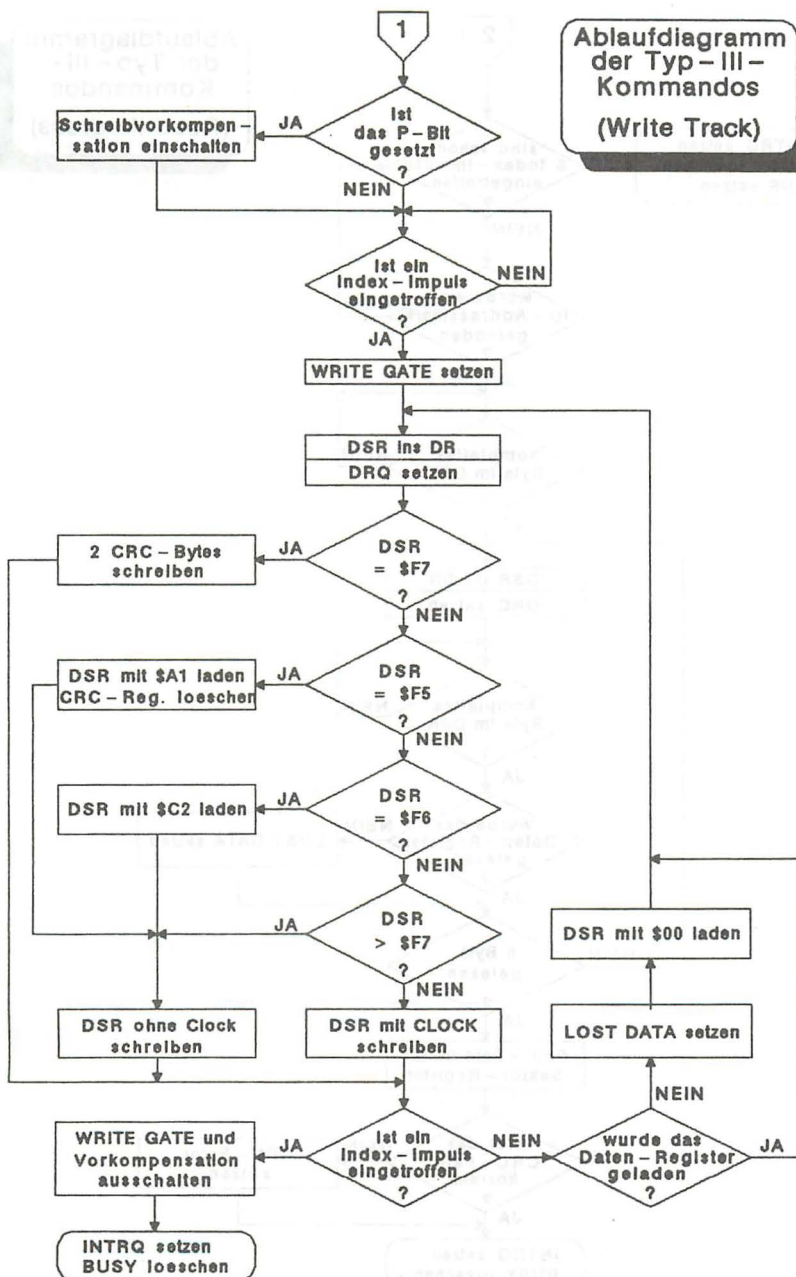 1
Ablaufdiagramm
der Typ-III-
Kommandos
(Write Track)
Ist
das P-Bit
gesetzt
?
JA
Schreibvorkompen-
sation einschalten
NEIN
Ist ein
Index-Impuls
eingetroffen
?
NEIN
JA
WRITE GATE setzen
DSR ins DR
DRQ setzen
DSR
= $F7
?
JA
2 CRC-Bytes
schreiben
NEIN
DSR
= $F5
?
JA
DSR mit $A1 laden
CRC-Reg. loeschen
NEIN
DSR
= $F6
?
JA
DSR mit $C2 laden
NEIN
DSR
> $F7
?
JA
NEIN
DSR mit $00 laden
DSR ohne Clock
schreiben
DSR mit CLOCK
schreiben
LOST DATA setzen
NEIN
WRITE GATE und
Vorkompensation
ausschalten
JA
Ist ein
Index-Impuls
eingetroffen
?
NEIN
wurde das
Daten-Register
geladen
?
JA
INTRQ setzen
BUSY loeschen